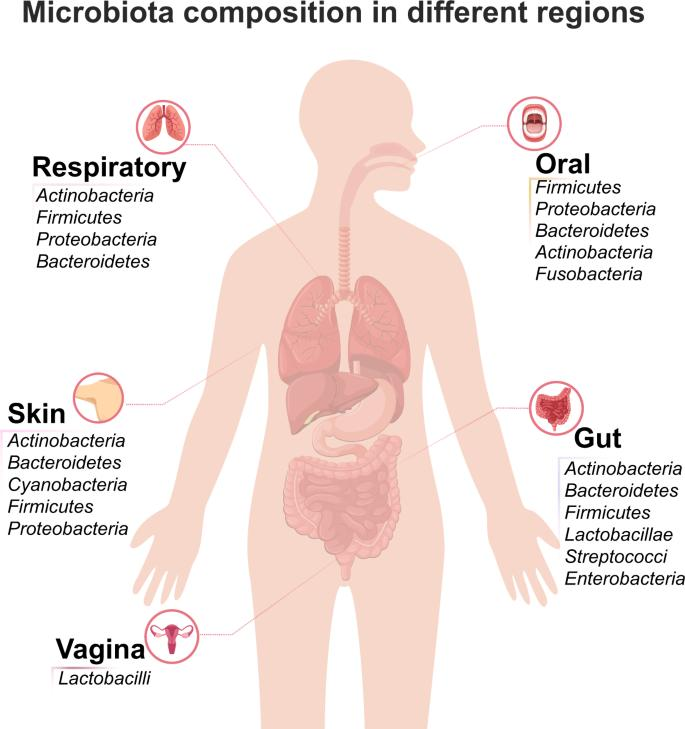 Microbiota composition in different regions
Respiratory
Actinobacteria
Firmicutes
Proteobacteria
Bacteroidetes
Oral
Firmicutes
Proteobacteria
Bacteroidetes
Actinobacteria
Fusobacteria
Skin
Actinobacteria
Bacteroidetes
Cyanobacteria
Firmicutes
Proteobacteria
Gut
Actinobacteria
Bacteroidetes
Firmicutes
Lactobacillae
Streptococci
Enterobacteria
Vagina
Lactobacilli